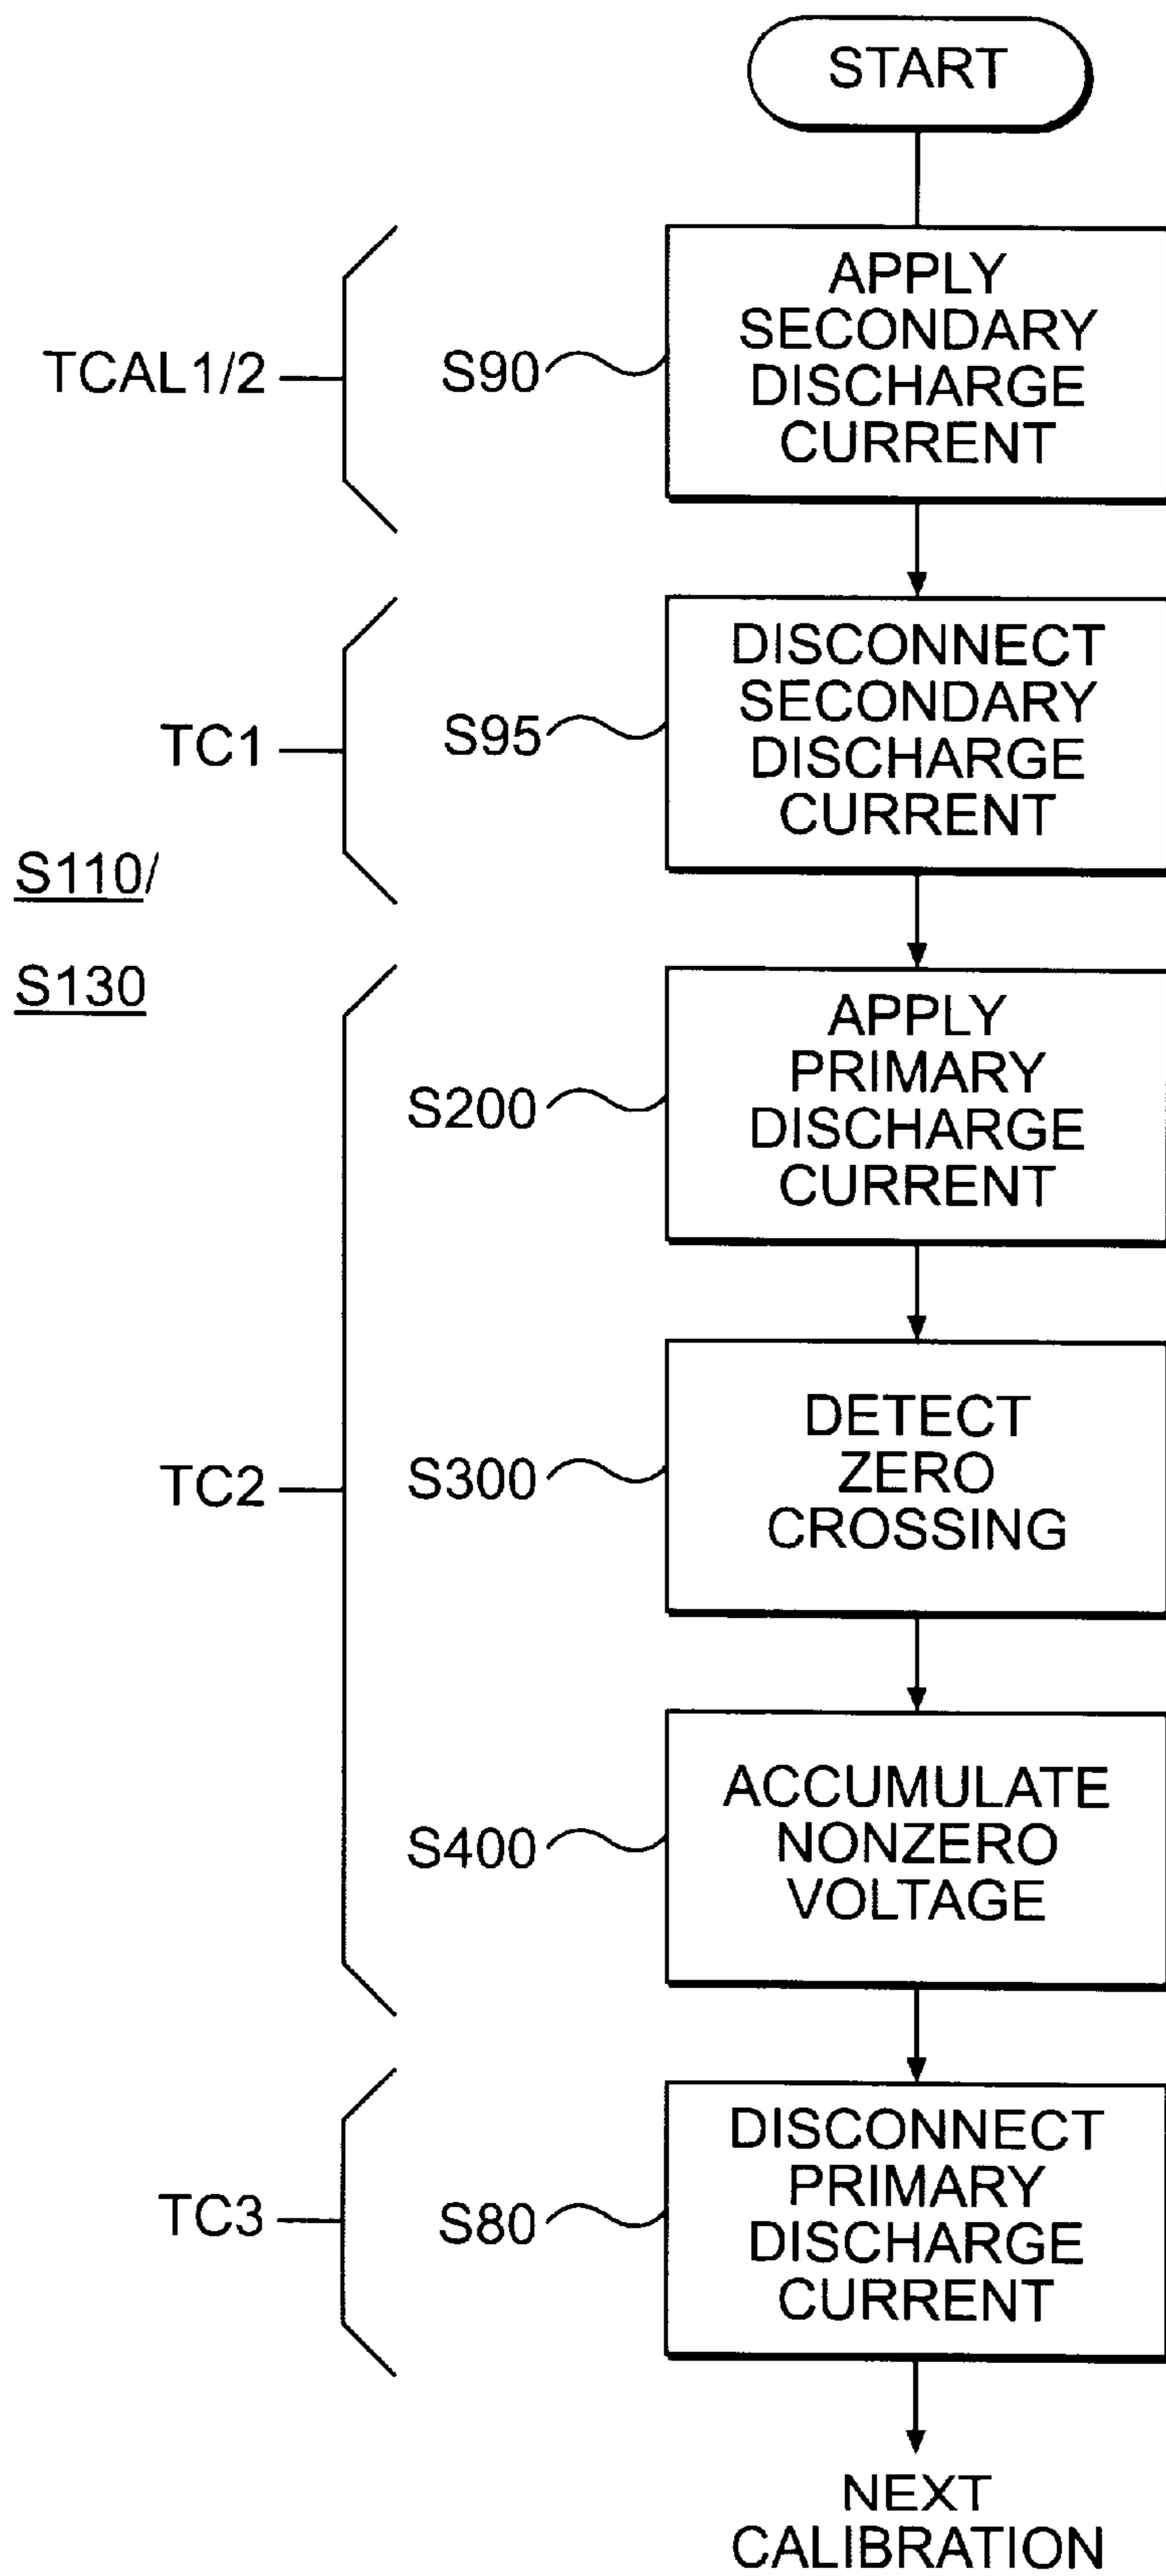 START
TCAL1/2
S90
APPLY
SECONDARY
DISCHARGE
CURRENT
TC1
S95
DISCONNECT
SECONDARY
DISCHARGE
CURRENT
S110/
S130
S200
APPLY
PRIMARY
DISCHARGE
CURRENT
TC2
S300
DETECT
ZERO
CROSSING
S400
ACCUMULATE
NONZERO
VOLTAGE
TC3
S80
DISCONNECT
PRIMARY
DISCHARGE
CURRENT
NEXT
CALIBRATION